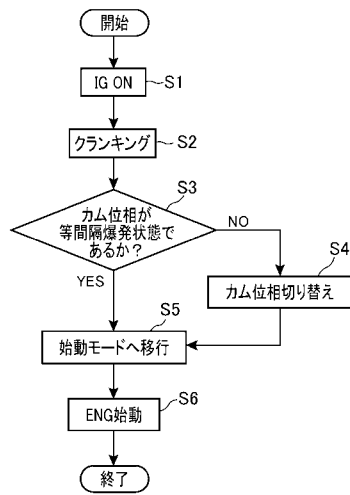 開始
IG ON
S1
クランキング
S2
S3
カム位相が
等間隔爆発状態で
あるか？
NO
YES
S4
カム位相切り替え
S5
始動モードへ移行
S6
ENG始動
終了